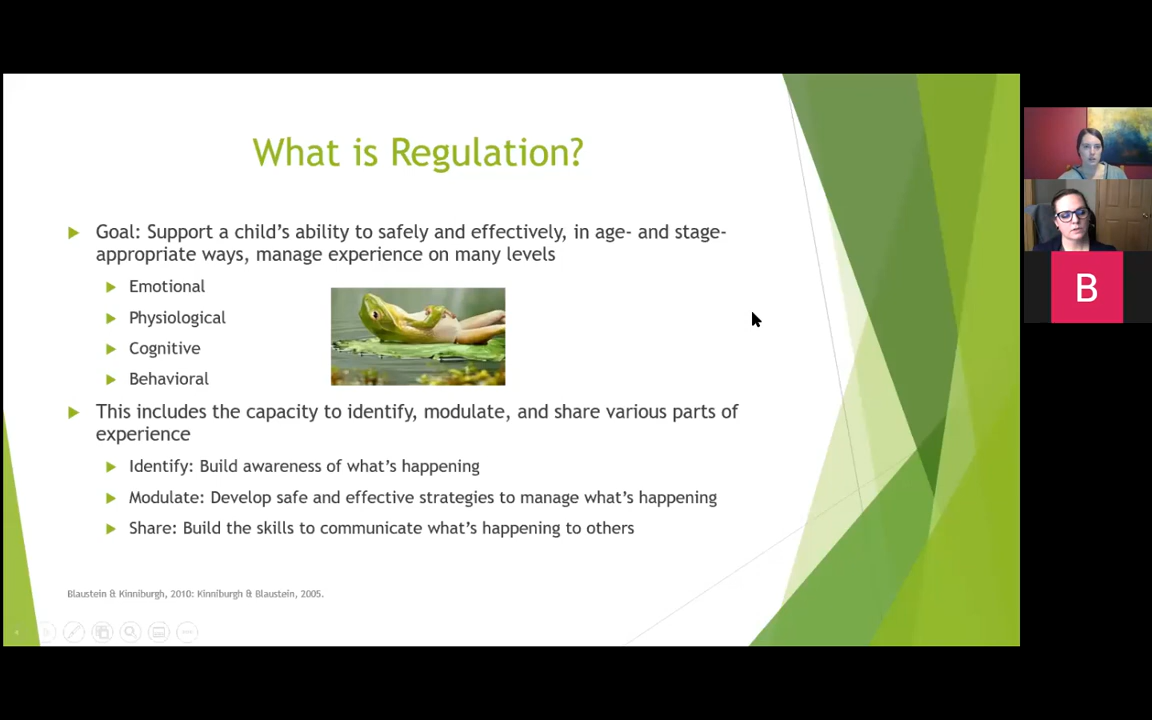 What is Regulation?
Goal: Support a child's ability to safely and effectively, in age- and stage-
appropriate ways, manage experience on many levels
Emotional
Physiological
Cognitive
Behavioral
This includes the capacity to identify, modulate, and share various parts of
experience
Identify: Build awareness of what's happening
Modulate: Develop safe and effective strategies to manage what's happening
Share: Build the skills to communicate what's happening to others
Blaustein & Kinniburgh, 2010: Kinniburgh & Blaustein, 2005.
B